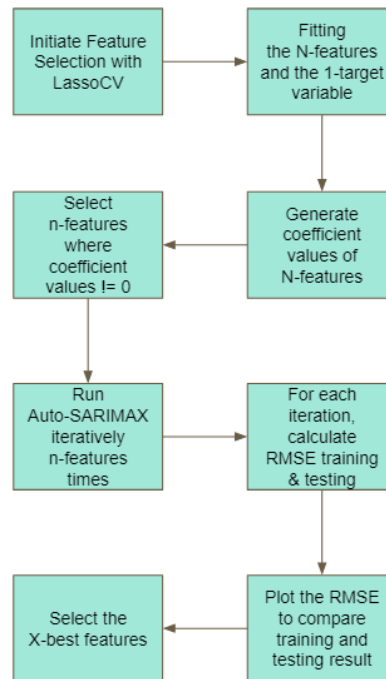 Initiate Feature
Selection with
LassoCV
Fitting
the N-features
and the 1-target
variable
Select
n-features
where
coefficient
values != 0
Generate
coefficient
values of
N-features
Run
Auto-SARIMAX
iteratively
n-features
times
For each
iteration,
calculate
RMSE training
& testing
Select the
X-best features
Plot the RMSE
to compare
training and
testing result